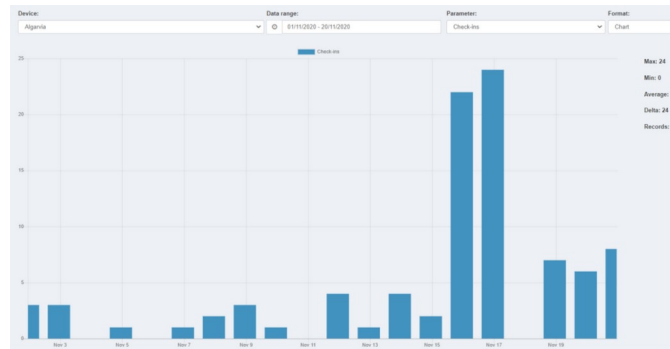 Device: Data range: Parameter: Format:
Algarvia 01/11/2020 - 20/11/2020 Check-Ins Chart
Check-Ins
25
20
15
10
5
0
Nov 3 Nov 5 Nov 7 Nov 9 Nov 11 Nov 13 Nov 15 Nov 17 Nov 19
Max: 24
Min: 0
Average:
Delta: 24
Records: